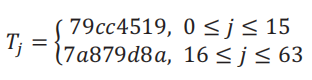 T_j = { 79cc4519, 0 ≤ j ≤ 15
7a879d8a, 16 ≤ j ≤ 63